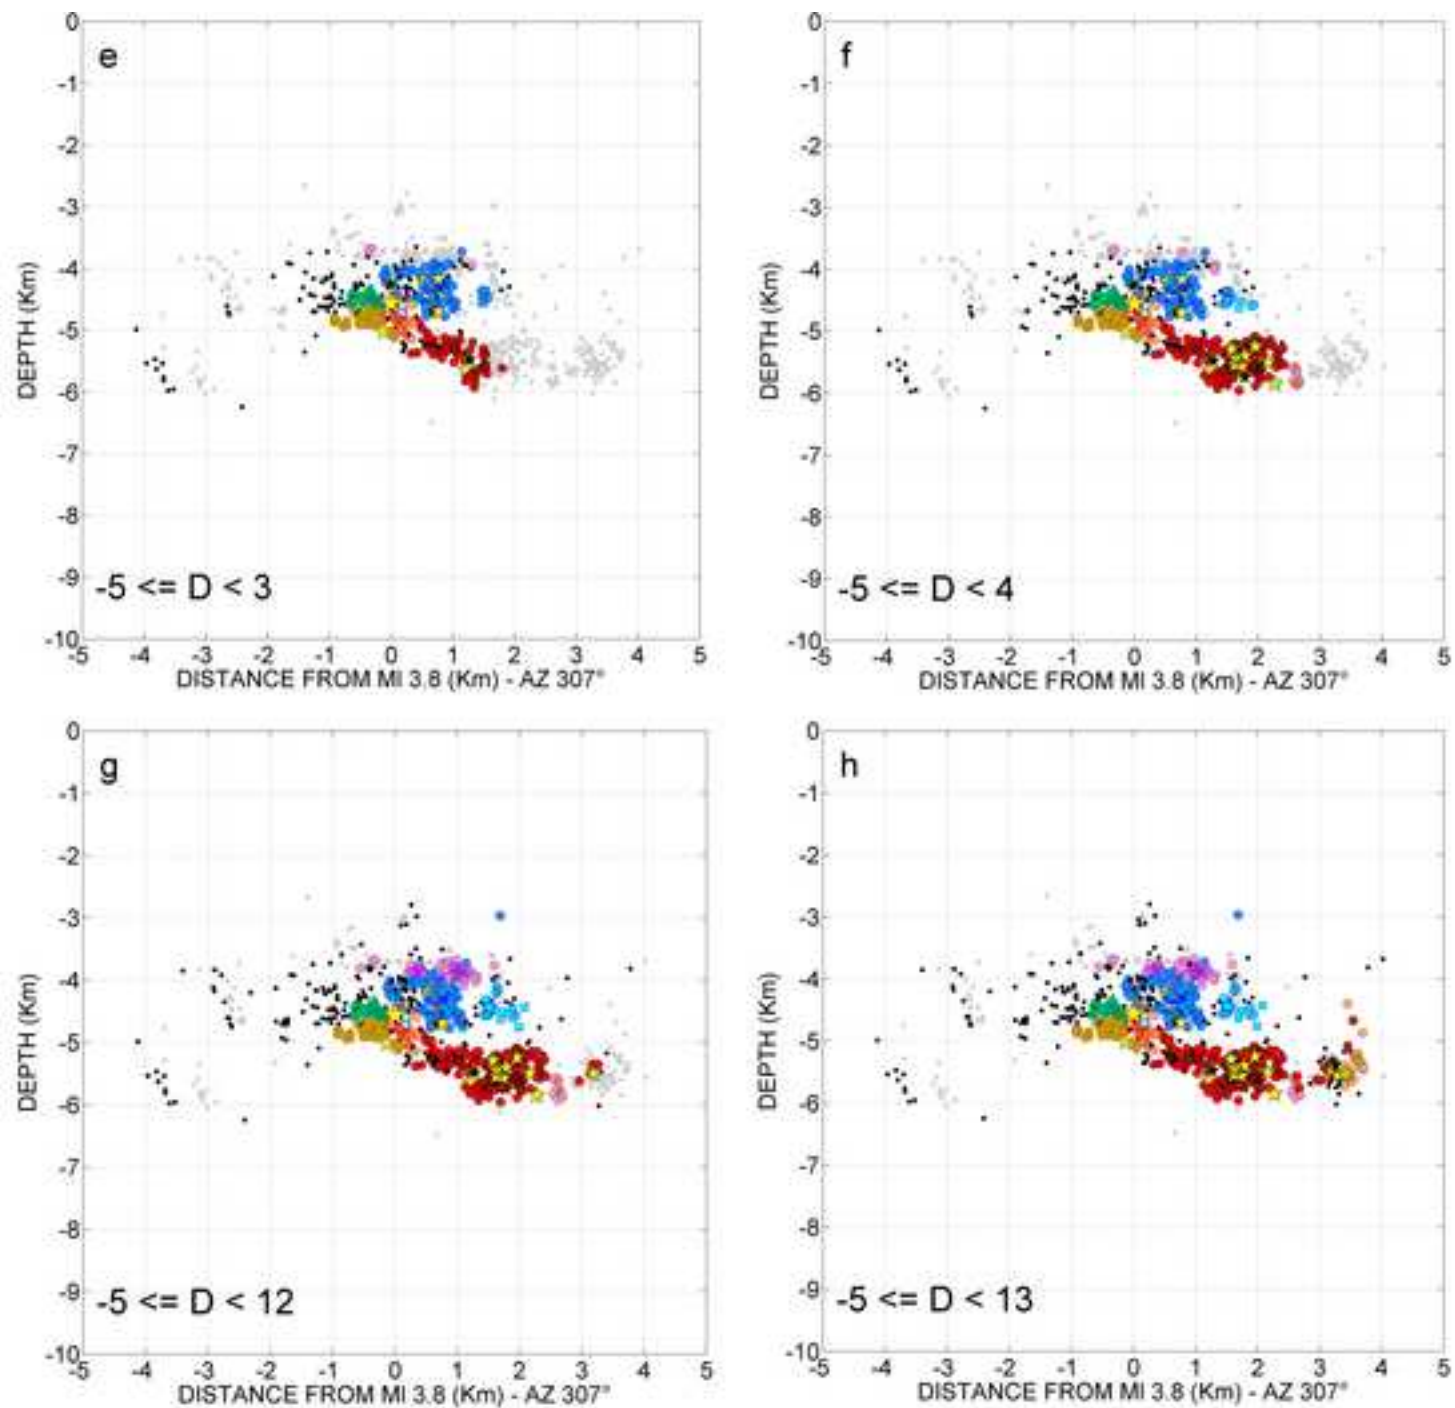 e
0
-1
-2
-3
-4
-5
-6
-7
-8
-9
-10
DEPTH (Km)
-5 <= D < 3
-5 -4 -3 -2 -1 0 1 2 3 4 5
DISTANCE FROM Ml 3.8 (Km) - AZ 307°
f
0
-1
-2
-3
-4
-5
-6
-7
-8
-9
-10
DEPTH (Km)
-5 <= D < 4
-5 -4 -3 -2 -1 0 1 2 3 4 5
DISTANCE FROM Ml 3.8 (Km) - AZ 307°
g
0
-1
-2
-3
-4
-5
-6
-7
-8
-9
-10
DEPTH (Km)
-5 <= D < 12
-5 -4 -3 -2 -1 0 1 2 3 4 5
DISTANCE FROM Ml 3.8 (Km) - AZ 307°
h
0
-1
-2
-3
-4
-5
-6
-7
-8
-9
-10
DEPTH (Km)
-5 <= D < 13
-5 -4 -3 -2 -1 0 1 2 3 4 5
DISTANCE FROM Ml 3.8 (Km) - AZ 307°